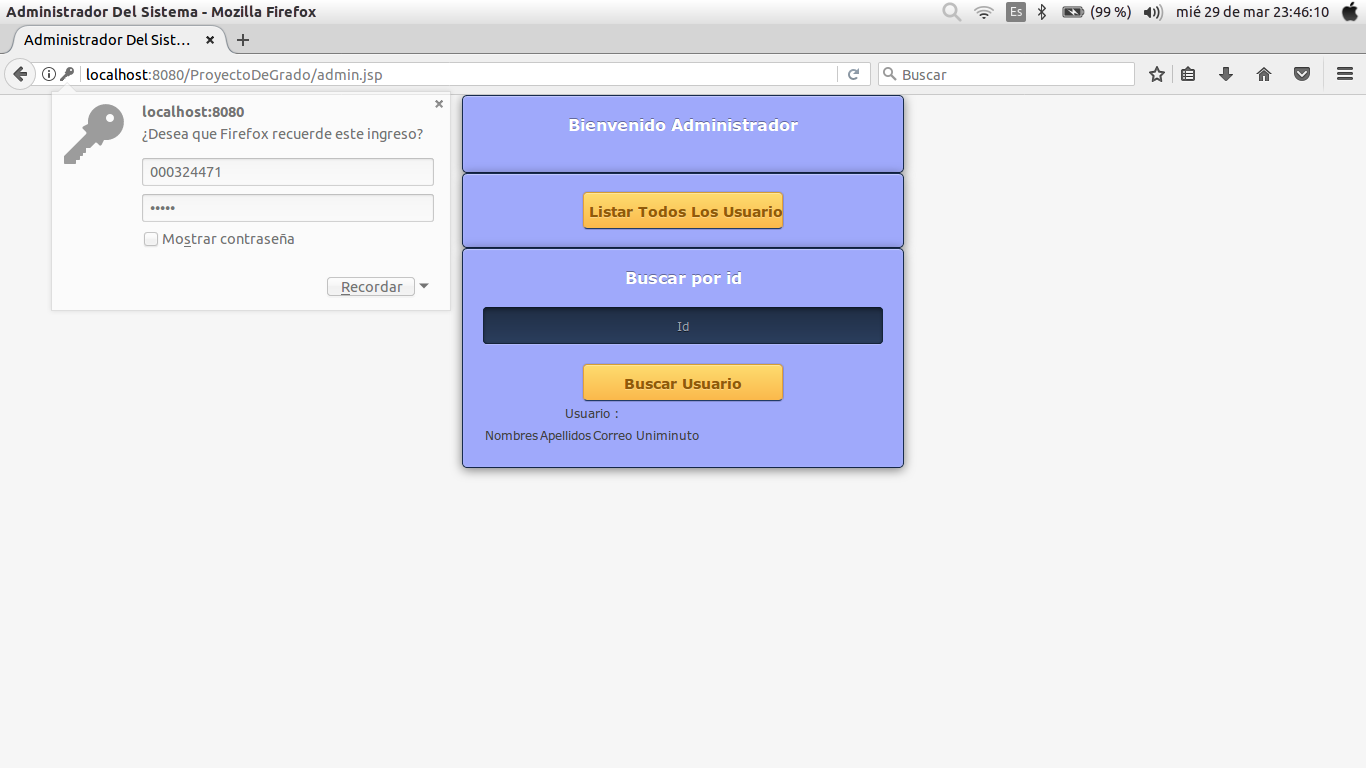 Administrador Del Sistema - Mozilla Firefox
Es (99 %) mié 29 de mar 23:46:10
Administrador Del Sist...
localhost:8080/ProyectoDeGrado/admin.jsp
Buscar
localhost:8080
¿Desea que Firefox recuerde este ingreso?
000324471
•••••
Mostrar contraseña
Recordar
Bienvenido Administrador
Listar Todos Los Usuario
Buscar por id
Id
Buscar Usuario
Usuario :
Nombres Apellidos Correo Uniminuto